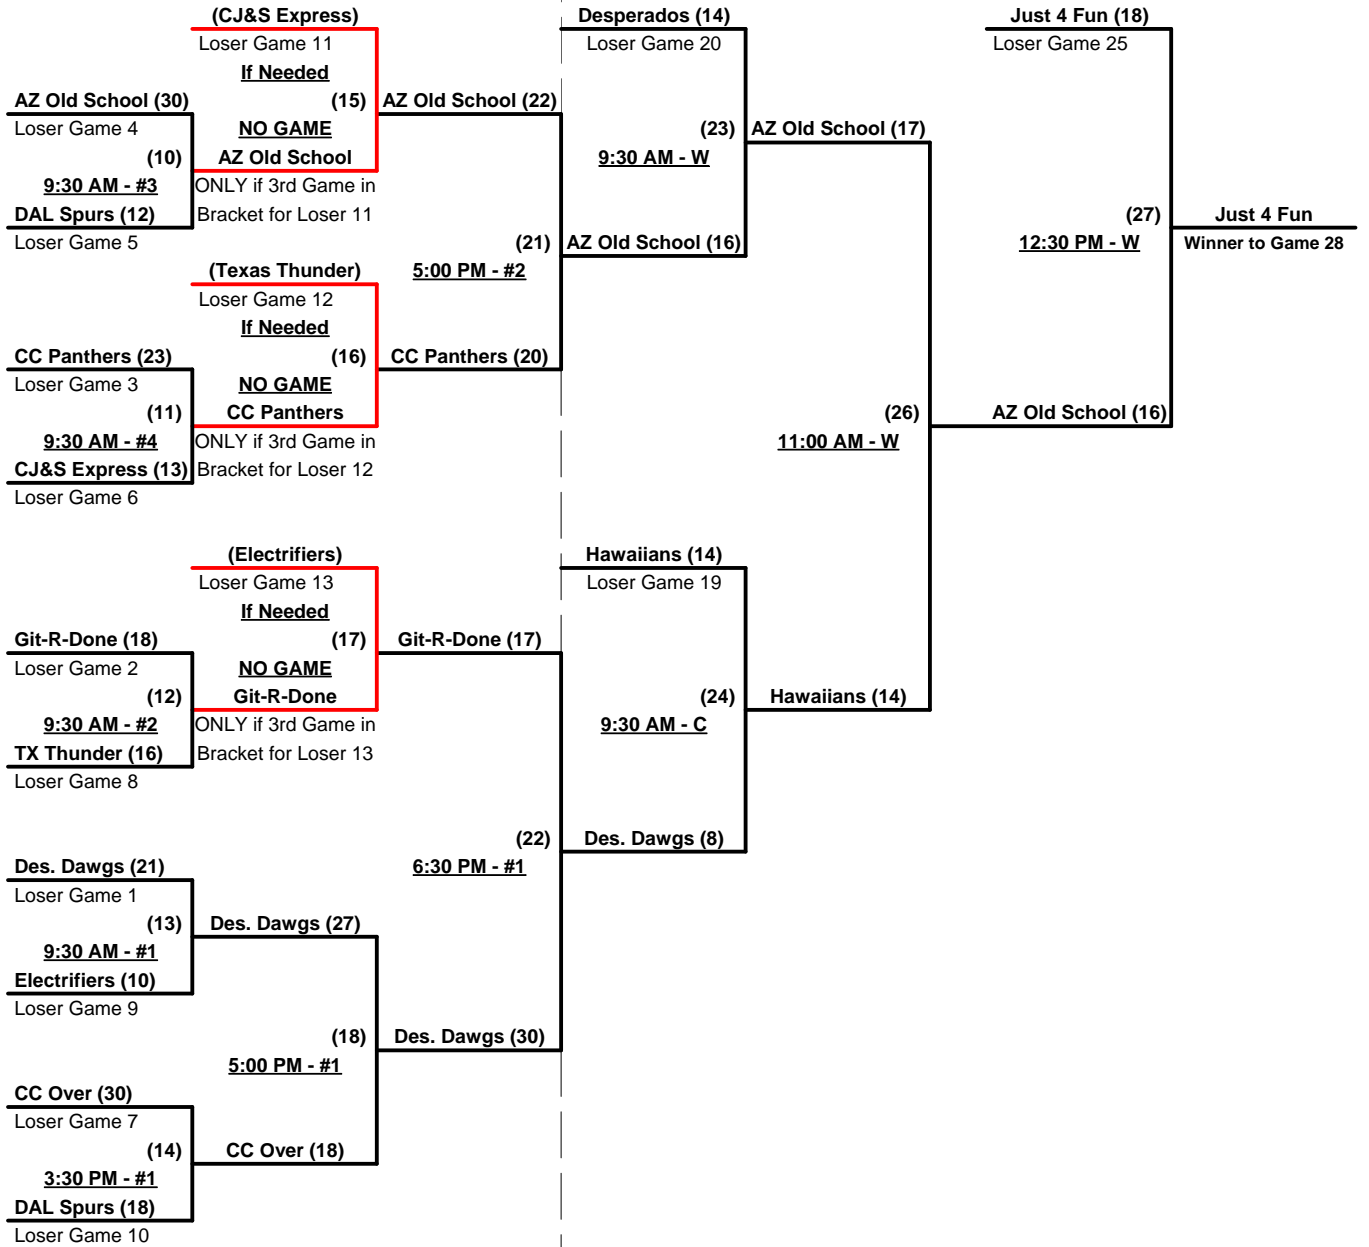 (CJ&S Express)
Loser Game 11
If Needed
AZ Old School (30)
Loser Game 4
(15)
NO GAME
(10)
AZ Old School
9:30 AM - #3
ONLY if 3rd Game in
DAL Spurs (12)
Bracket for Loser 11
Loser Game 5
AZ Old School (22)
(Texas Thunder)
Loser Game 12
If Needed
CC Panthers (23)
Loser Game 3
(16)
NO GAME
(11)
CC Panthers
9:30 AM - #4
ONLY if 3rd Game in
CJ&S Express (13)
Bracket for Loser 12
Loser Game 6
CC Panthers (20)
(21)
5:00 PM - #2
(Electrifiers)
Loser Game 13
If Needed
Git-R-Done (18)
Loser Game 2
(17)
NO GAME
(12)
Git-R-Done
9:30 AM - #2
ONLY if 3rd Game in
TX Thunder (16)
Bracket for Loser 13
Loser Game 8
Git-R-Done (17)
(22)
6:30 PM - #1
Des. Dawgs (21)
Loser Game 1
(13)
9:30 AM - #1
Electrifiers (10)
Loser Game 9
Des. Dawgs (27)
(18)
5:00 PM - #1
Des. Dawgs (30)
CC Over (30)
Loser Game 7
(14)
3:30 PM - #1
DAL Spurs (18)
Loser Game 10
CC Over (18)
Desperados (14)
Loser Game 20
(23)
9:30 AM - W
AZ Old School (16)
AZ Old School (17)
Hawaiians (14)
Loser Game 19
(24)
9:30 AM - C
Des. Dawgs (8)
Hawaiians (14)
(26)
11:00 AM - W
Just 4 Fun (18)
Loser Game 25
(27)
12:30 PM - W
AZ Old School (16)
Just 4 Fun
Winner to Game 28